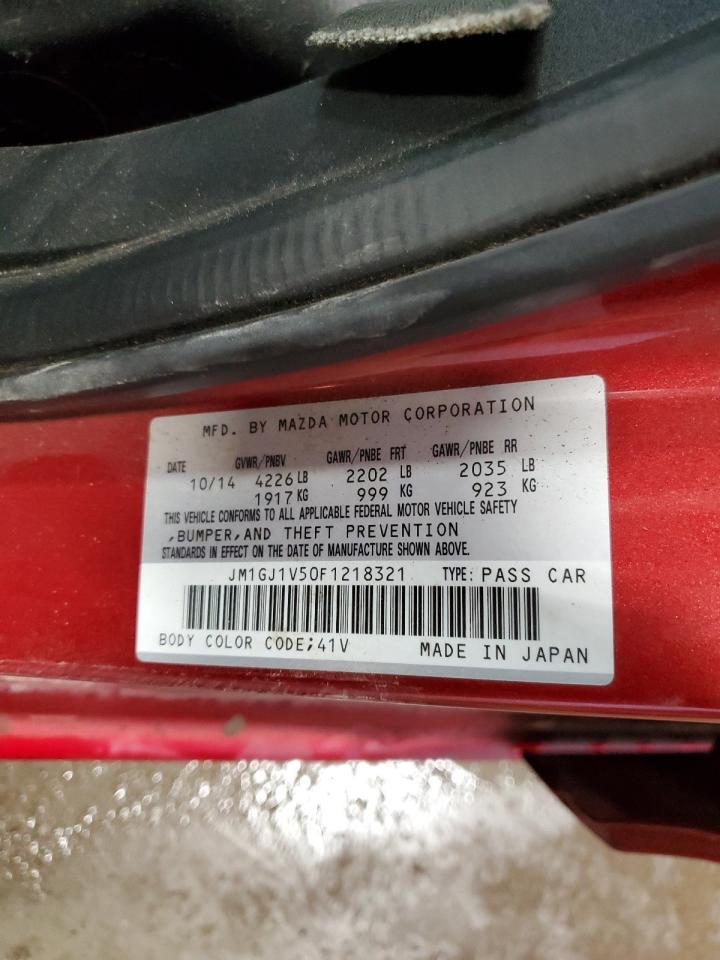 MFD. BY MAZDA MOTOR CORPORATION
DATE GVWR/PNBV GAWR/PNBE FRT GAWR/PNBE RR
10/14 4226 LB 2202 LB 2035 LB
1917 KG 999 KG 923 KG
THIS VEHICLE CONFORMS TO ALL APPLICABLE FEDERAL MOTOR VEHICLE SAFETY
,BUMPER,AND THEFT PREVENTION
STANDARDS IN EFFECT ON THE DATE OF MANUFACTURE SHOWN ABOVE.
JM1GJ1V50F1218321 TYPE: PASS CAR
BODY COLOR CODE;41V MADE IN JAPAN